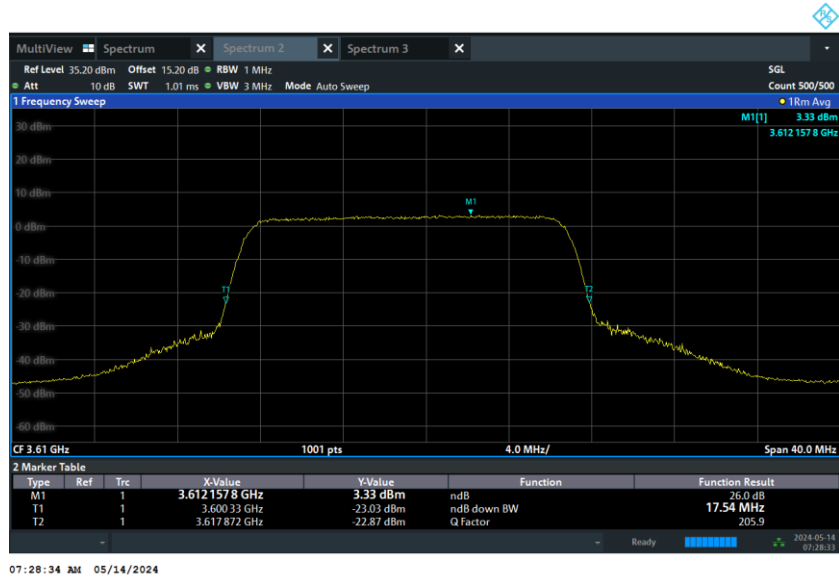 R&S
MultiView Spectrum X Spectrum 2 X Spectrum 3 X
Ref Level 35.20 dBm Offset 15.20 dB RBW 1 MHz SGL
Att 10 dB SWT 1.01 ms VBW 3 MHz Mode Auto Sweep Count 500/500
1 Frequency Sweep 1Rm Avg
M1[1] 3.33 dBm
3.612 157 8 GHz
30 dBm
20 dBm
10 dBm
M1
0 dBm
-10 dBm
T1 T2
-20 dBm
-30 dBm
-40 dBm
-50 dBm
-60 dBm
CF 3.61 GHz 1001 pts 4.0 MHz/ Span 40.0 MHz
2 Marker Table
Type Ref Trc X-Value Y-Value Function Function Result
M1 1 3.612 157 8 GHz 3.33 dBm ndB 26.0 dB
T1 1 3.600 33 GHz -23.03 dBm ndB down BW 17.54 MHz
T2 1 3.617 872 GHz -22.87 dBm Q Factor 205.9
Ready 2024-05-14
07:28:33
07:28:34 AM 05/14/2024